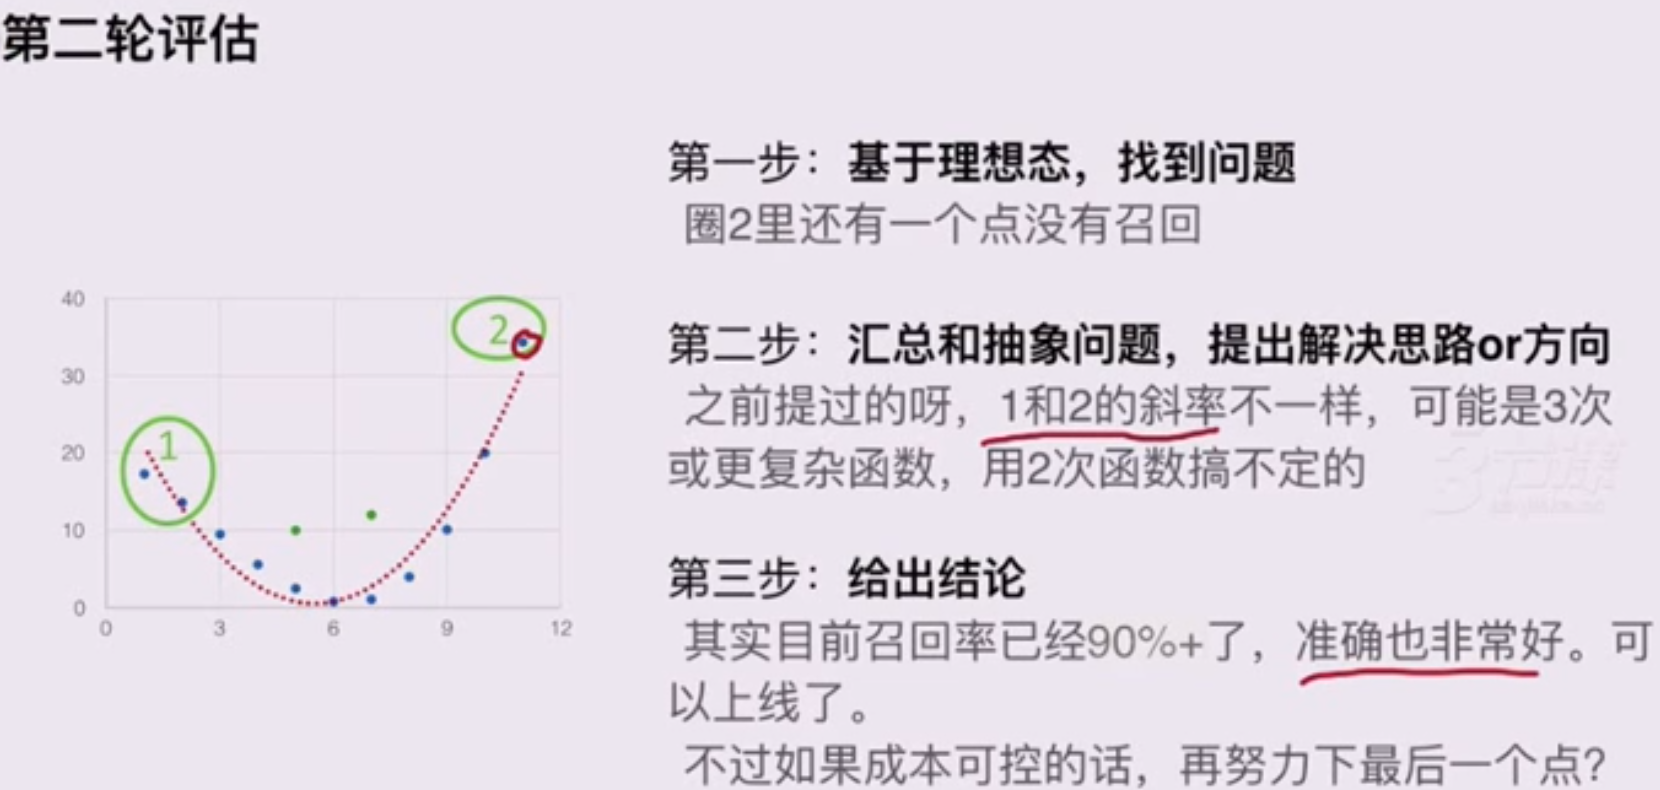 第二轮评估
第一步：基于理想态，找到问题
圈2里还有一个点没有召回
第二步：汇总和抽象问题，提出解决思路or方向
之前提过的呀，1和2的斜率不一样，可能是3次
或更复杂函数，用2次函数搞不定的
第三步：给出结论
其实目前召回率已经90%+了，准确也非常好。可
以上线了。
不过如果成本可控的话，再努力下最后一个点？
40
30
20
10
0
0 3 6 9 12
1
2